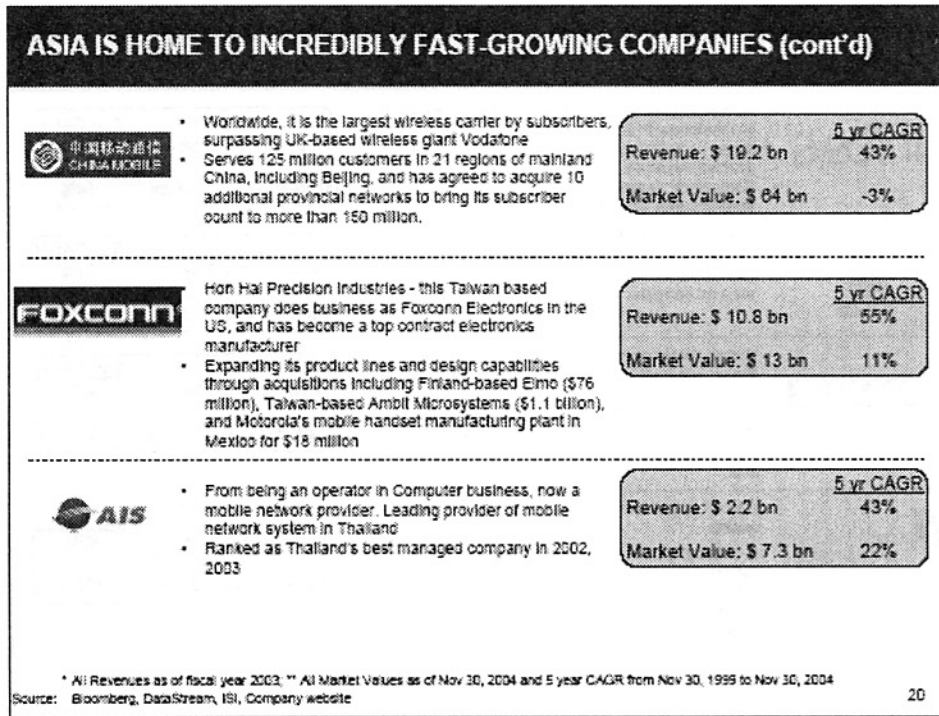 ASIA IS HOME TO INCREDIBLY FAST-GROWING COMPANIES (cont'd)
中国移动通信
CHINA MOBILE
• Worldwide, it is the largest wireless carrier by subscribers,
surpassing UK-based wireless giant Vodafone
• Serves 125 million customers in 21 regions of mainland
China, including Beijing, and has agreed to acquire 10
additional provincial networks to bring its subscriber
count to more than 150 million.
5 yr CAGR
Revenue: $ 19.2 bn 43%
Market Value: $ 64 bn -3%
FOXCONN
Hon Hai Precision Industries - this Taiwan based
company does business as Foxconn Electronics in the
US, and has become a top contract electronics
manufacturer
• Expanding its product lines and design capabilities
through acquisitions including Finland-based Eimo ($76
million), Taiwan-based Ambit Microsystems ($1.1 billion),
and Motorola's mobile handset manufacturing plant in
Mexico for $18 million
5 yr CAGR
Revenue: $ 10.8 bn 55%
Market Value: $ 13 bn 11%
AIS
• From being an operator in Computer business, now a
mobile network provider. Leading provider of mobile
network system in Thailand
• Ranked as Thailand's best managed company in 2002,
2003
5 yr CAGR
Revenue: $ 2.2 bn 43%
Market Value: $ 7.3 bn 22%
* All Revenues as of fiscal year 2003; ** All Market Values as of Nov 30, 2004 and 5 year CAGR from Nov 30, 1999 to Nov 30, 2004
Source: Bloomberg, DataStream, ISI, Company website
20